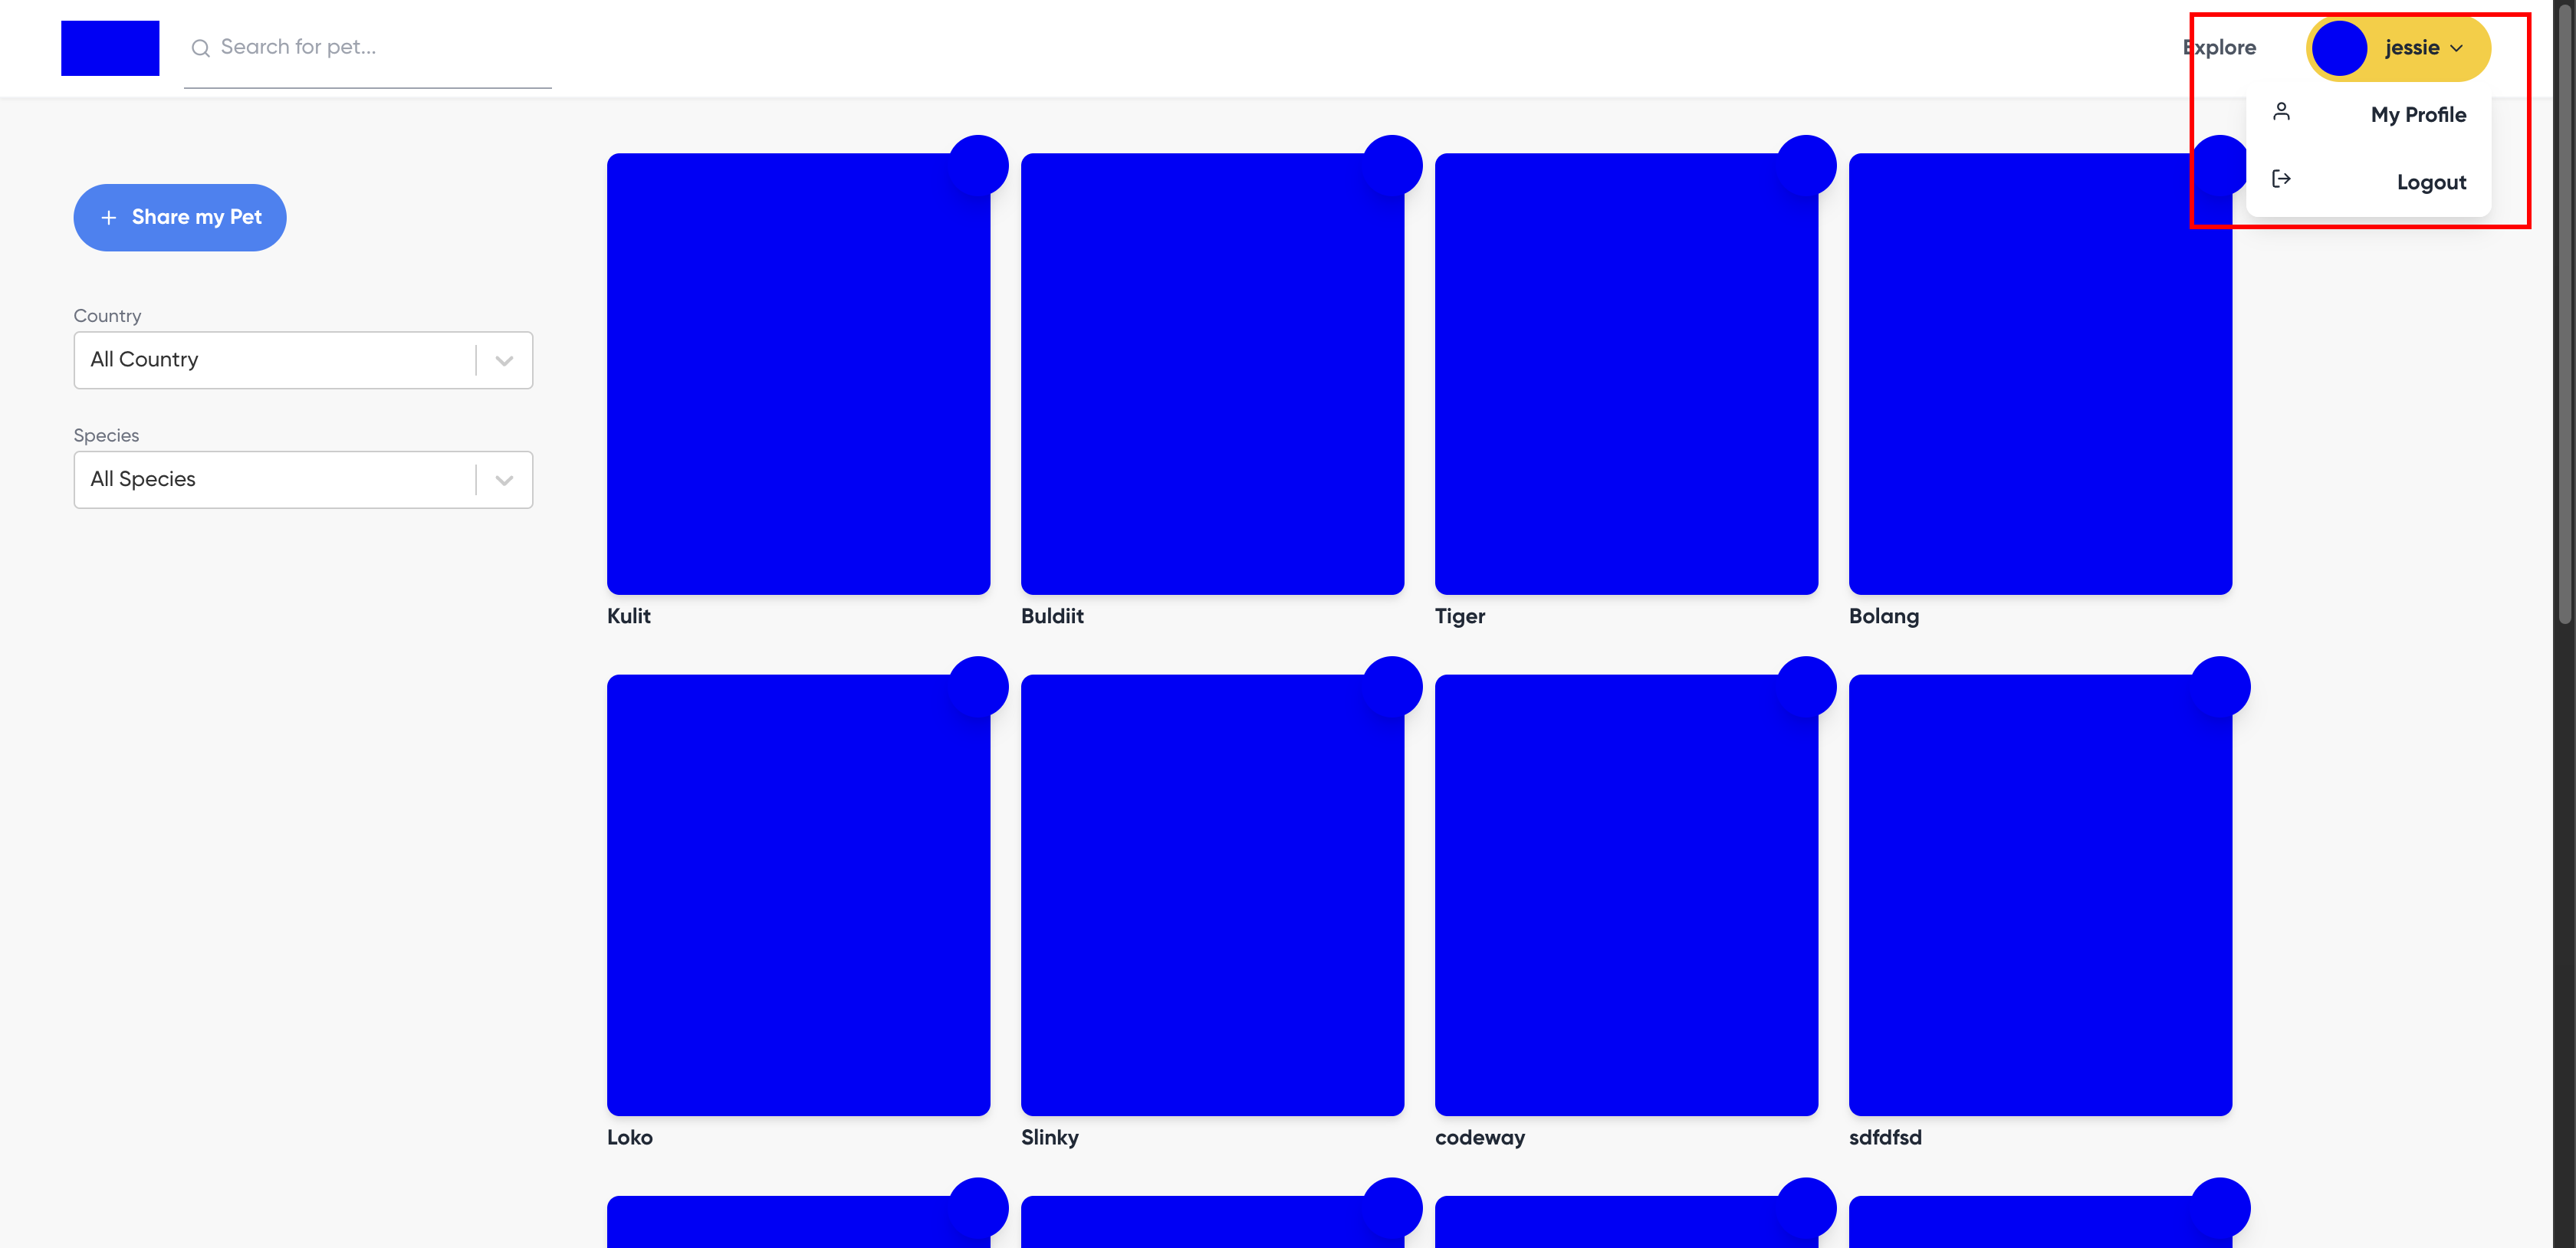 Search for pet...
Explore
jessie
My Profile
Logout
Share my Pet
Country
All Country
Species
All Species
Kulit
Buldiit
Tiger
Bolang
Loko
Slinky
codeway
sdfdfsd